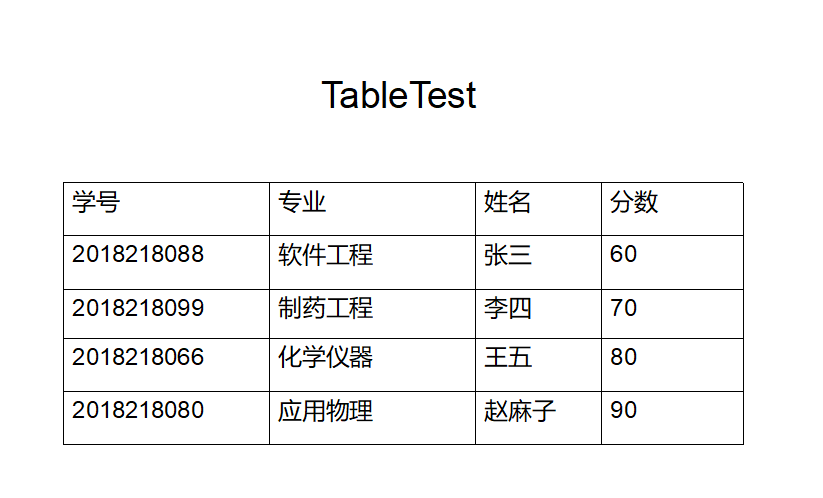 TableTest
学号 专业 姓名 分数
2018218088 软件工程 张三 60
2018218099 制药工程 李四 70
2018218066 化学仪器 王五 80
2018218080 应用物理 赵麻子 90